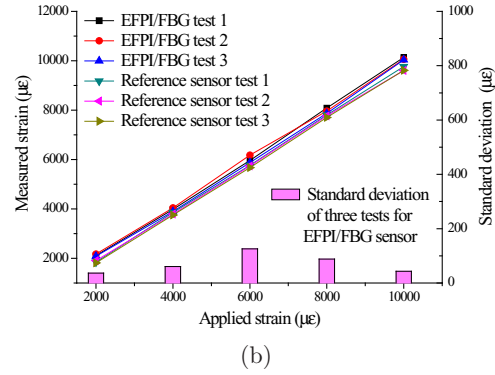 EFPI/FBG test 1
EFPI/FBG test 2
EFPI/FBG test 3
Reference sensor test 1
Reference sensor test 2
Reference sensor test 3
Standard deviation
of three tests for
EFPI/FBG sensor
Measured strain (με)
12000
10000
8000
6000
4000
2000
Standard deviation (με)
1000
800
600
400
200
0
2000 4000 6000 8000 10000
Applied strain (με)
(b)